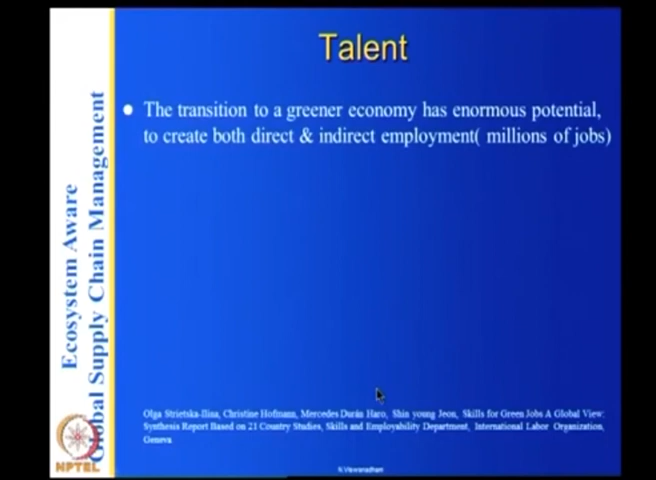 Talent
The transition to a greener economy has enormous potential,
to create both direct & indirect employment( millions of jobs)
Ecosystem Aware
Global Supply Chain Management
Olga Strietska-Ilina, Christine Hofmann, Mercedes Durán Haro, Shin young Jeon, Skills for Green Jobs A Global View:
Synthesis Report Based on 21 Country Studies, Skills and Employability Department, International Labor Organization,
Geneva
NPTEL
N.Viswanadham